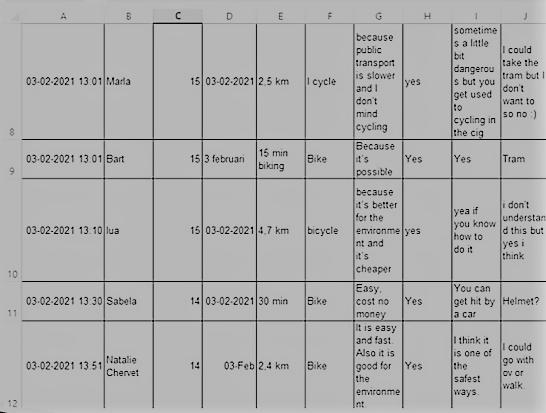 A B C D E F G H I J
8
03-02-2021 13:01
Marla
15
03-02-2021
2,5 km
I cycle
because
public
transport
is slower
and I
don't
mind
cycling
yes
sometime
s a little
bit
dangerou
s but you
get used
to
cycling in
the cig
I could
take the
tram but I
don't
want to
so no :)
9
03-02-2021 13:01
Bart
15
3 februari
15 min
biking
Bike
Because
it's
possible
Yes
Yes
Tram
10
03-02-2021 13:10
lua
15
03-02-2021
4,7 km
bicycle
because
it's better
for the
environme
nt and
it's
cheaper
yes
yea if
you know
how to
do it
i don't
understan
d this but
yes i
think
11
03-02-2021 13:30
Sabela
14
03-02-2021
30 min
Bike
Easy,
cost no
money
Yes
You can
get hit by
a car
Helmet?
12
03-02-2021 13:51
Natalie
Chervet
14
03-Feb
2,4 km
Bike
It is easy
and fast.
Also it is
good for
the
environme
nt.
Yes
I think it
is one of
the
safest
ways.
I could
go with
ov or
walk.